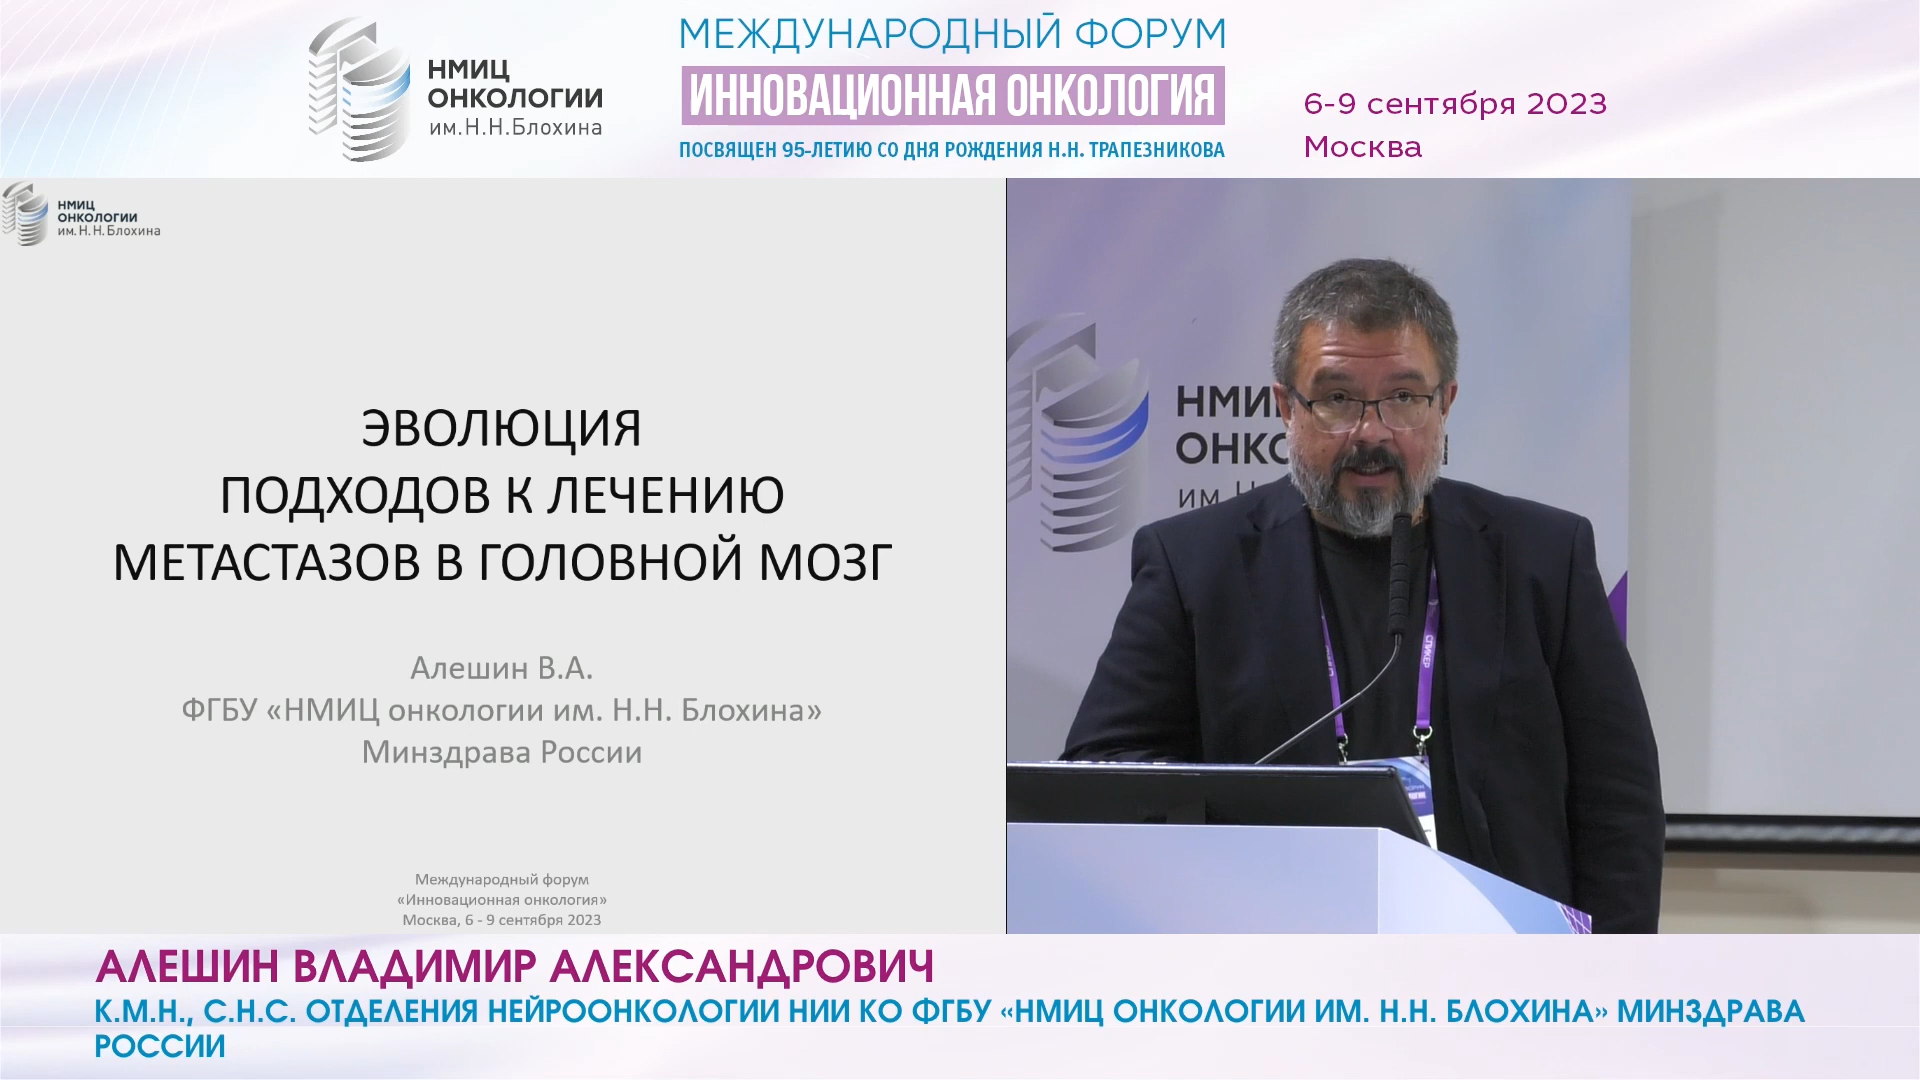 НМИЦ
ОНКОЛОГИИ
им.Н.Н.Блохина
МЕЖДУНАРОДНЫЙ ФОРУМ
ИННОВАЦИОННАЯ ОНКОЛОГИЯ
ПОСВЯЩЕН 95-ЛЕТИЮ СО ДНЯ РОЖДЕНИЯ Н.Н. ТРАПЕЗНИКОВА
6-9 сентября 2023
Москва
НМИЦ
ОНКОЛОГИИ
им.Н.Н.Блохина
ЭВОЛЮЦИЯ
ПОДХОДОВ К ЛЕЧЕНИЮ
МЕТАСТАЗОВ В ГОЛОВНОЙ МОЗГ
Алешин В.А.
ФГБУ «НМИЦ онкологии им. Н.Н. Блохина»
Минздрава России
Международный форум
«Инновационная онкология»
Москва, 6 - 9 сентября 2023
им
СПИКЕР
АЛЕШИН ВЛАДИМИР АЛЕКСАНДРОВИЧ
К.М.Н., С.Н.С. ОТДЕЛЕНИЯ НЕЙРООНКОЛОГИИ НИИ КО ФГБУ «НМИЦ ОНКОЛОГИИ ИМ. Н.Н. БЛОХИНА» МИНЗДРАВА
РОССИИ